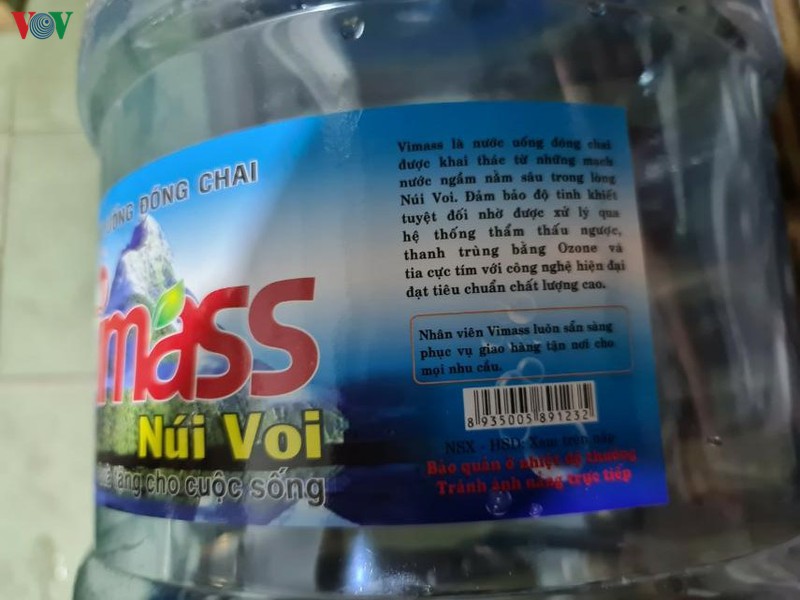 VOV
UỐNG ĐÓNG CHAI
mass
Núi Voi
tảng cho cuộc sống
Vimass là nước uống đóng chai
được khai thác từ những mạch
nước ngầm nằm sâu trong lòng
Núi Voi. Đảm bảo độ tinh khiết
tuyệt đối nhờ được xử lý qua
hệ thống thẩm thấu ngược,
thanh trùng bằng Ozone và
tia cực tím với công nghệ hiện đại
đạt tiêu chuẩn chất lượng cao.
Nhân viên Vimass luôn sẵn sàng
phục vụ giao hàng tận nơi cho
mọi nhu cầu.
8 935005 891232
NSX - HSD: Xem trên nắp
Bảo quản ở nhiệt độ thường
Tránh ánh nắng trực tiếp